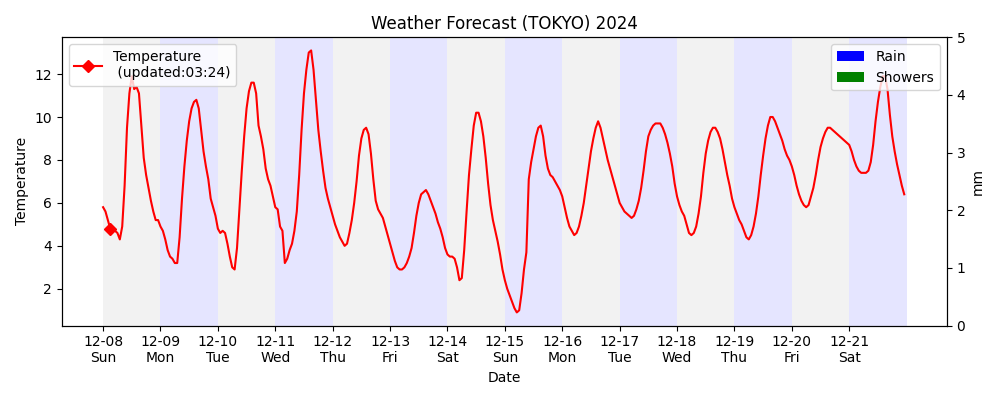 Weather Forecast (TOKYO) 2024
Temperature
(updated:03:24)
Rain
Showers
Temperature
12
10
8
6
4
2
5
4
3
2
1
0
mm
12-08 12-09 12-10 12-11 12-12 12-13 12-14 12-15 12-16 12-17 12-18 12-19 12-20 12-21
Sun Mon Tue Wed Thu Fri Sat Sun Mon Tue Wed Thu Fri Sat
Date